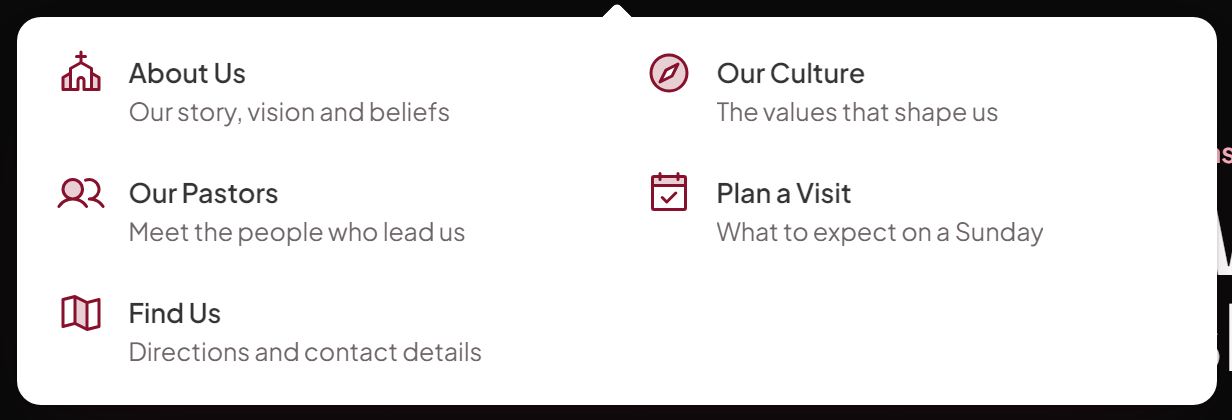 About Us
Our story, vision and beliefs
Our Culture
The values that shape us
Our Pastors
Meet the people who lead us
Plan a Visit
What to expect on a Sunday
Find Us
Directions and contact details